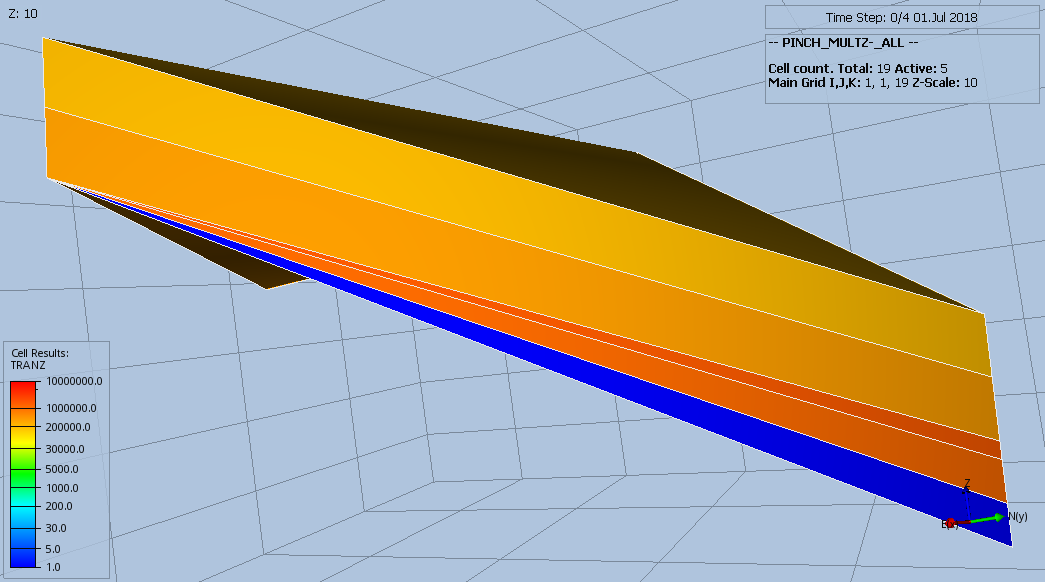 Z: 10
Time Step: 0/4 01.Jul 2018
-- PINCH_MULTZ-_ALL --
Cell count. Total: 19 Active: 5
Main Grid I,J,K: 1, 1, 19 Z-Scale: 10
Cell Results:
TRANZ
10000000.0
1000000.0
200000.0
30000.0
5000.0
1000.0
200.0
30.0
5.0
1.0
Z
N(y)